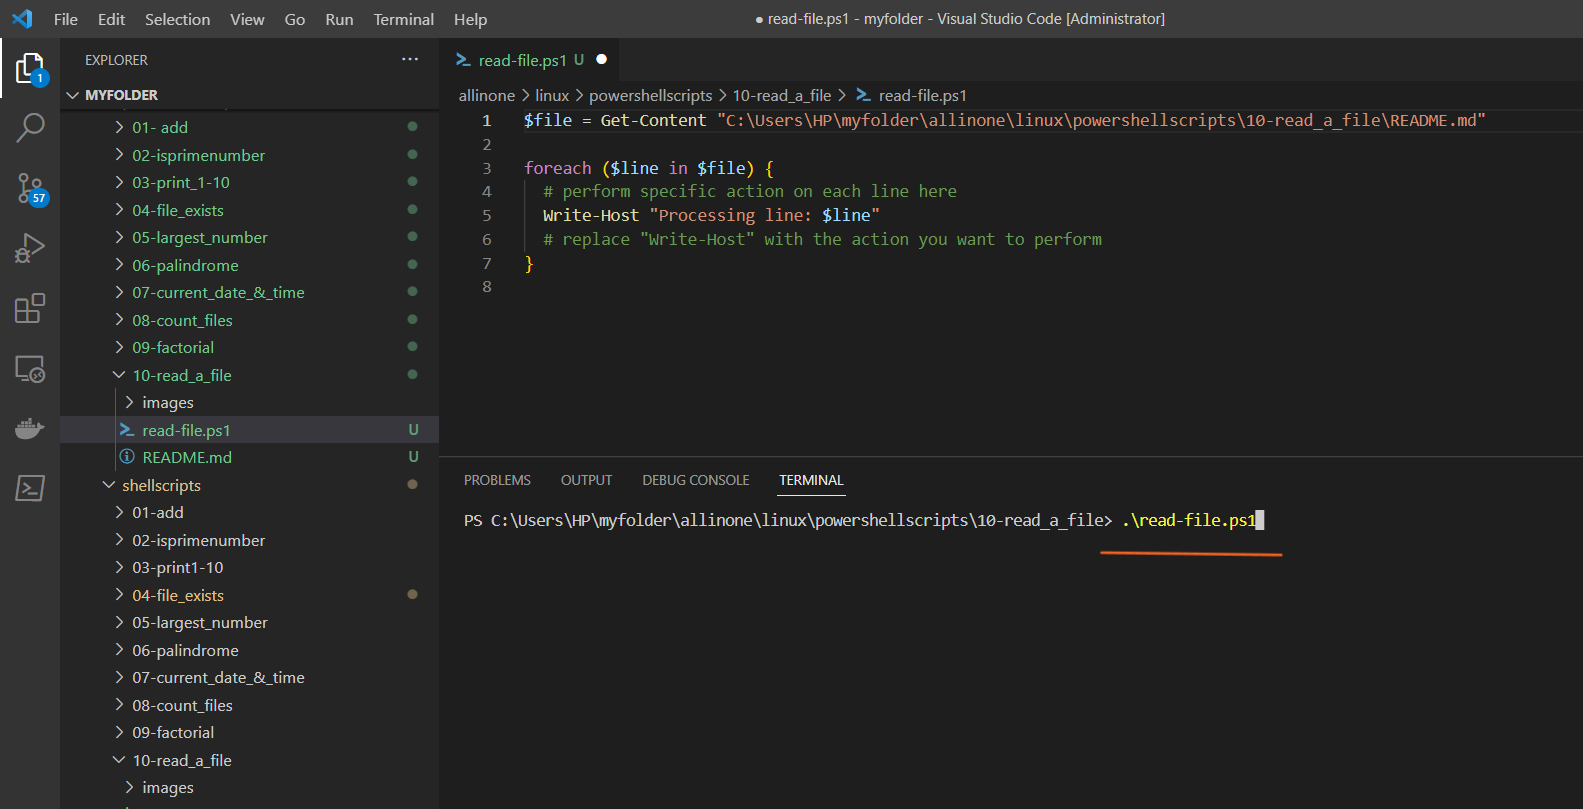 File Edit Selection View Go Run Terminal Help
● read-file.ps1 - myfolder - Visual Studio Code [Administrator]
EXPLORER ···
MYFOLDER
01- add
02-isprimenumber
03-print_1-10
04-file_exists
05-largest_number
06-palindrome
07-current_date_&_time
08-count_files
09-factorial
10-read_a_file
images
read-file.ps1 U
README.md U
shellscripts
01-add
02-isprimenumber
03-print1-10
04-file_exists
05-largest_number
06-palindrome
07-current_date_&_time
08-count_files
09-factorial
10-read_a_file
images
1
57
read-file.ps1 U ●
allinone > linux > powershellscripts > 10-read_a_file > read-file.ps1
1 $file = Get-Content "C:\Users\HP\myfolder\allinone\linux\powershellscripts\10-read_a_file\README.md"
2
3 foreach ($line in $file) {
4 # perform specific action on each line here
5 Write-Host "Processing line: $line"
6 # replace "Write-Host" with the action you want to perform
7 }
8
PROBLEMS OUTPUT DEBUG CONSOLE TERMINAL
PS C:\Users\HP\myfolder\allinone\linux\powershellscripts\10-read_a_file> .\read-file.ps1